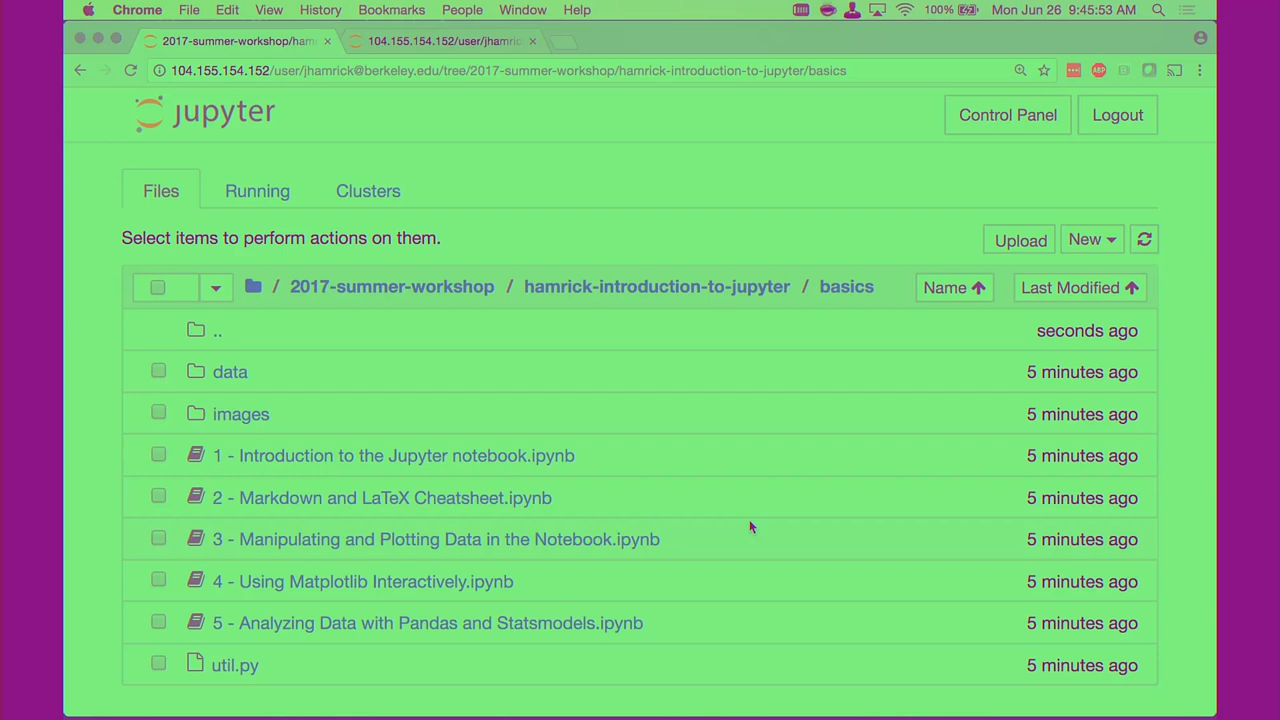 Chrome File Edit View History Bookmarks People Window Help 100% Mon Jun 26 9:45:53 AM
2017-summer-workshop/ham × 104.155.154.152/user/jhamric ×
104.155.154.152/user/jhamrick@berkeley.edu/tree/2017-summer-workshop/hamrick-introduction-to-jupyter/basics ABP
jupyter Control Panel Logout
Files Running Clusters
Select items to perform actions on them. Upload New
/ 2017-summer-workshop / hamrick-introduction-to-jupyter / basics Name Last Modified
.. seconds ago
data 5 minutes ago
images 5 minutes ago
1 - Introduction to the Jupyter notebook.ipynb 5 minutes ago
2 - Markdown and LaTeX Cheatsheet.ipynb 5 minutes ago
3 - Manipulating and Plotting Data in the Notebook.ipynb 5 minutes ago
4 - Using Matplotlib Interactively.ipynb 5 minutes ago
5 - Analyzing Data with Pandas and Statsmodels.ipynb 5 minutes ago
util.py 5 minutes ago